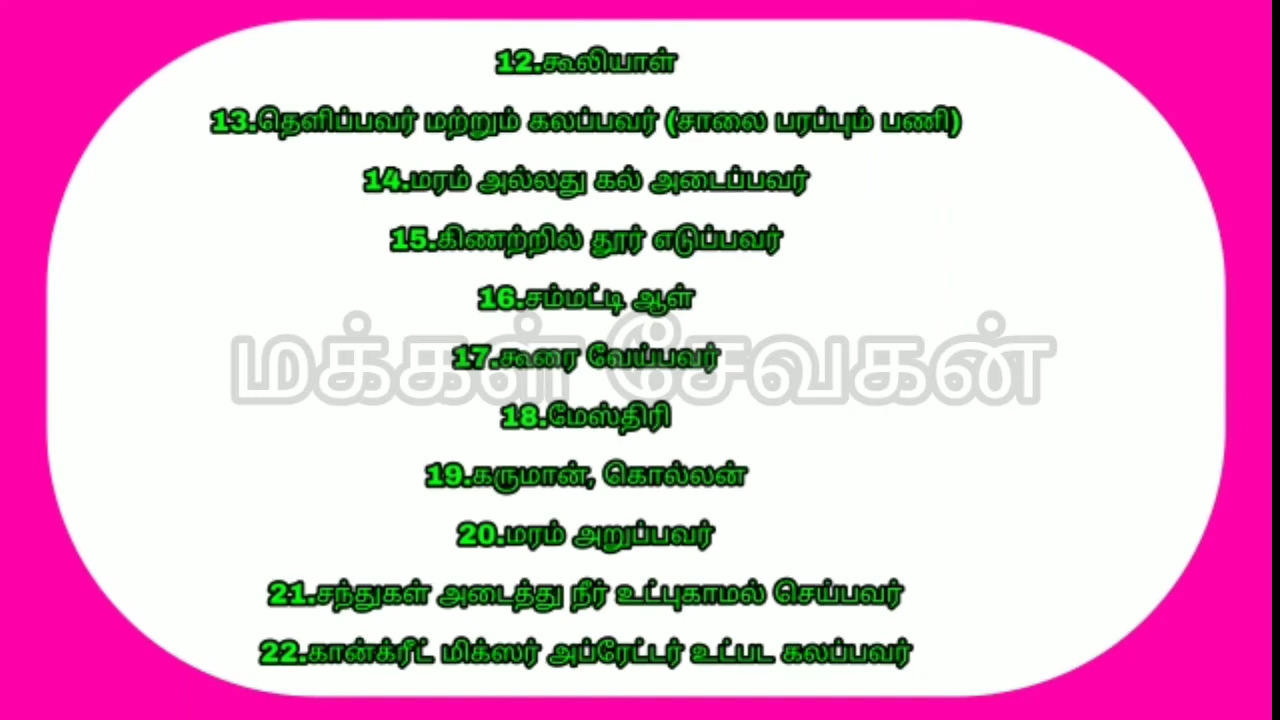 12.கூலியாள்
13.தெளிப்பவர் மற்றும் கலப்பவர் (சாலை பரப்பும் பணி)
14.மரம் அல்லது கல் அடைப்பவர்
15.கிணற்றில் தூர் எடுப்பவர்
16.சம்மட்டி ஆள்
மக்கள் சேவகன்
17.கூரை வேய்பவர்
18.மேஸ்திரி
19.கருமான், கொல்லன்
20.மரம் அறுப்பவர்
21.சந்துகள் அடைத்து நீர் உட்புகாமல் செய்பவர்
22.கான்க்ரீட் மிக்ஸர் அப்ரேட்டர் உட்பட கலப்பவர்